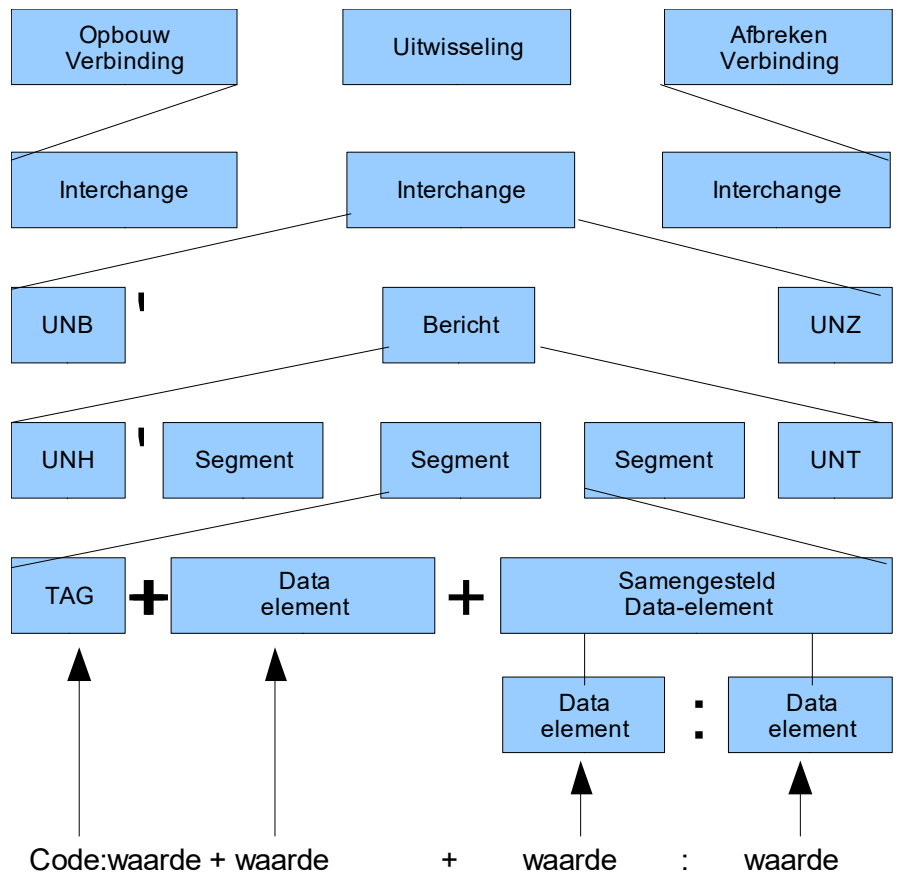 Opbouw
Verbinding
Uitwisseling
Afbreken
Verbinding
Interchange
Interchange
Interchange
UNB
'
Bericht
UNZ
UNH
'
Segment
Segment
Segment
UNT
TAG
+
Data
element
+
Samengesteld
Data-element
Data
element
:
Data
element
Code:waarde + waarde + waarde : waarde